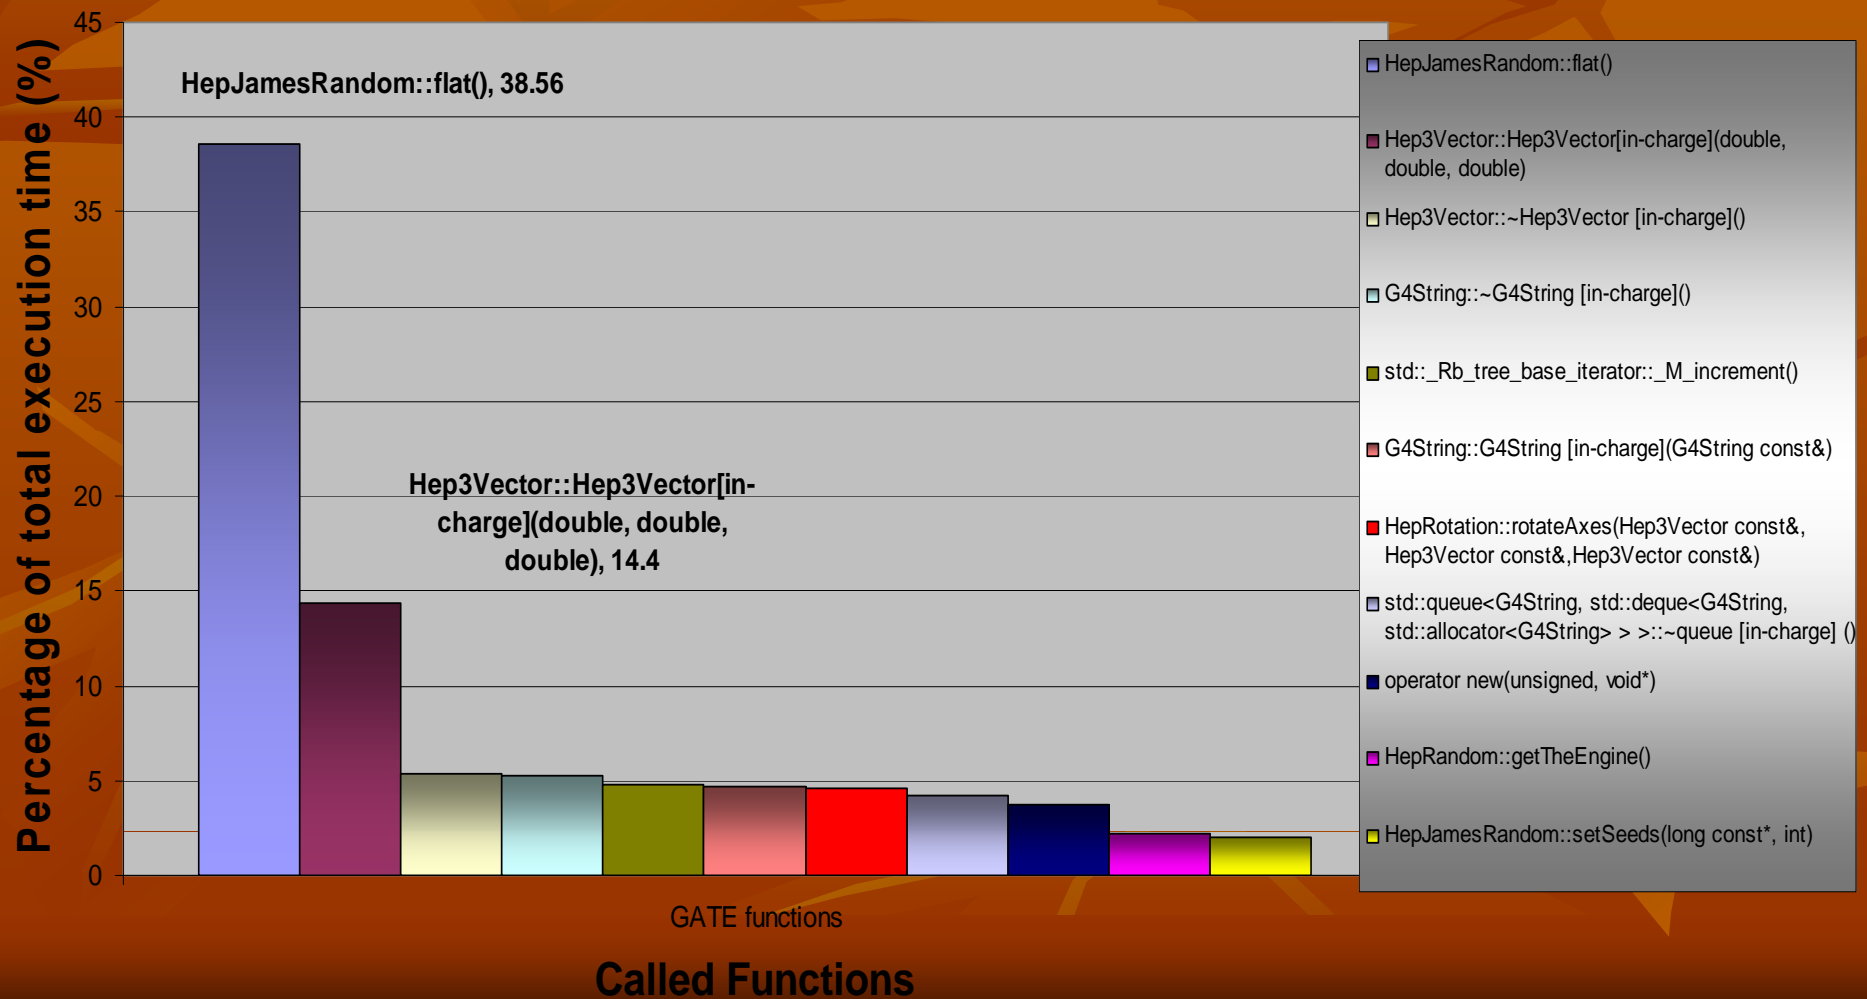 Percentage of total execution time (%)
45
40
35
30
25
20
15
10
5
0
HepJamesRandom::flat(), 38.56
Hep3Vector::Hep3Vector[in-
charge](double, double,
double), 14.4
GATE functions
Called Functions
HepJamesRandom::flat()
Hep3Vector::Hep3Vector[in-charge](double,
double, double)
Hep3Vector::~Hep3Vector [in-charge]()
G4String::~G4String [in-charge]()
std::_Rb_tree_base_iterator::_M_increment()
G4String::G4String [in-charge](G4String const&)
HepRotation::rotateAxes(Hep3Vector const&,
Hep3Vector const&,Hep3Vector const&)
std::queue<G4String, std::deque<G4String,
std::allocator<G4String> > >::~queue [in-charge] ()
operator new(unsigned, void*)
HepRandom::getTheEngine()
HepJamesRandom::setSeeds(long const*, int)